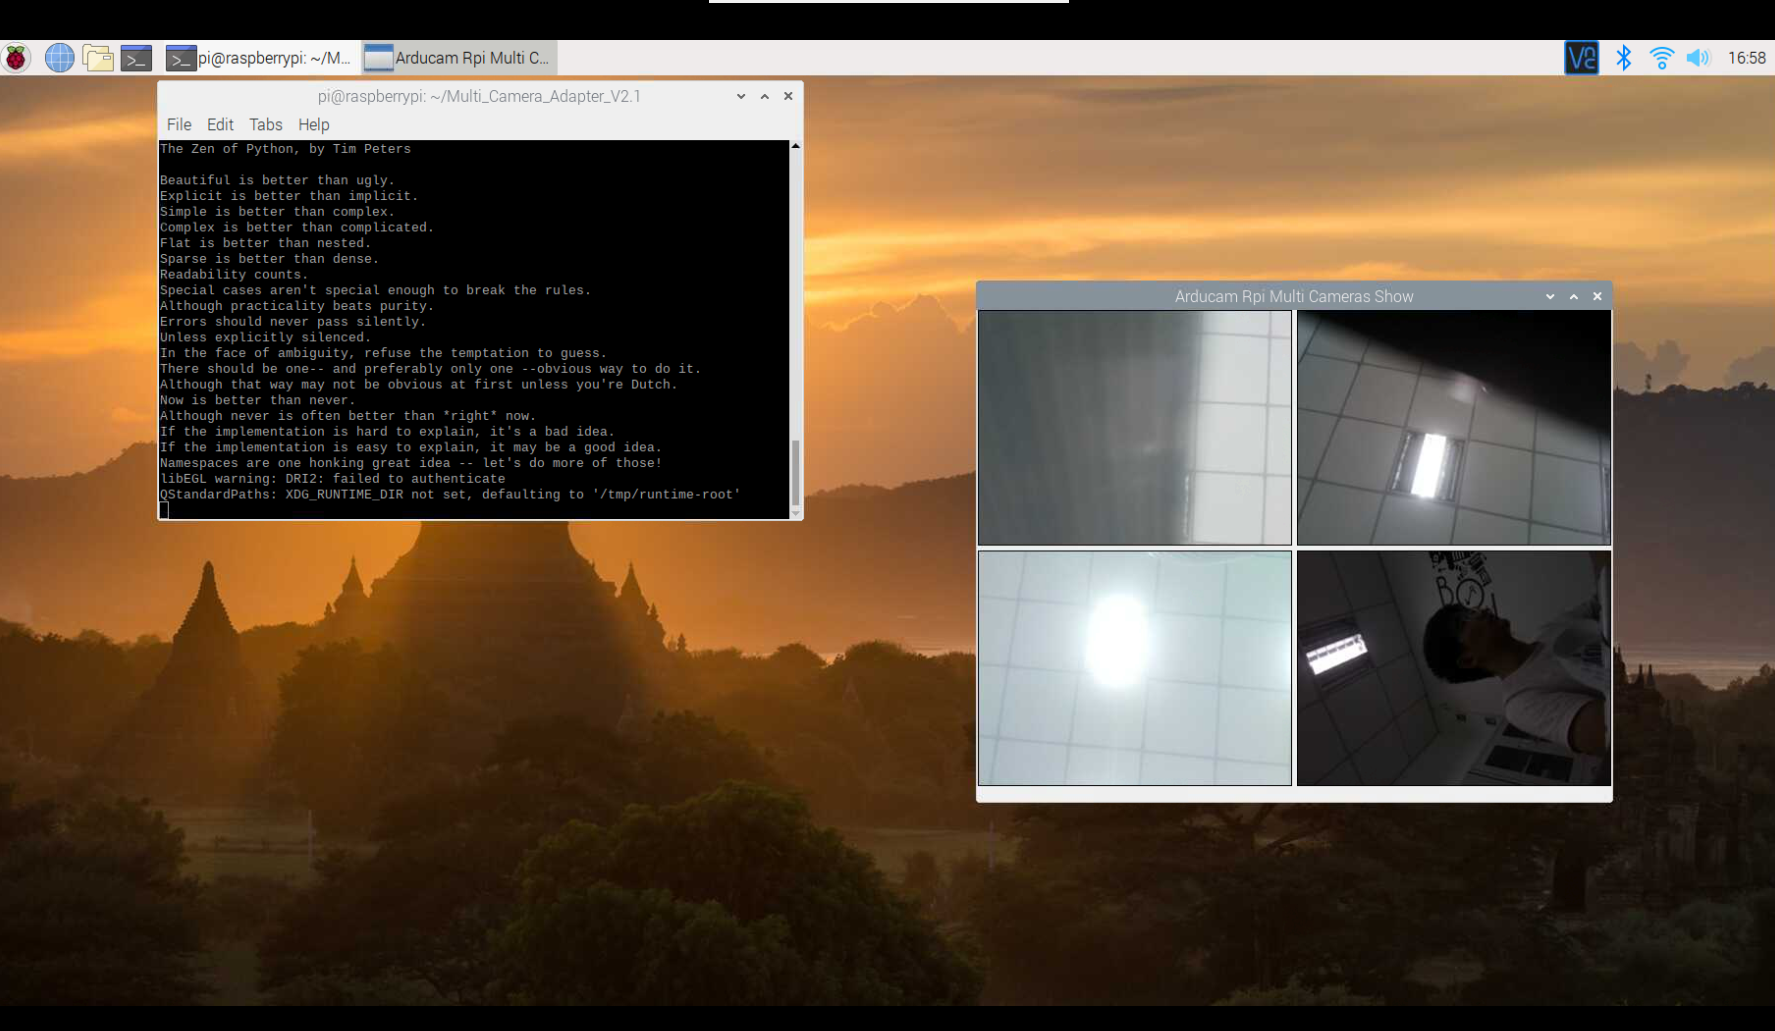 pi@raspberrypi: ~/M...
Arducam Rpi Multi C...
16:58
pi@raspberrypi: ~/Multi_Camera_Adapter_V2.1
File Edit Tabs Help
The Zen of Python, by Tim Peters
Beautiful is better than ugly.
Explicit is better than implicit.
Simple is better than complex.
Complex is better than complicated.
Flat is better than nested.
Sparse is better than dense.
Readability counts.
Special cases aren't special enough to break the rules.
Although practicality beats purity.
Errors should never pass silently.
Unless explicitly silenced.
In the face of ambiguity, refuse the temptation to guess.
There should be one-- and preferably only one --obvious way to do it.
Although that way may not be obvious at first unless you're Dutch.
Now is better than never.
Although never is often better than *right* now.
If the implementation is hard to explain, it's a bad idea.
If the implementation is easy to explain, it may be a good idea.
Namespaces are one honking great idea -- let's do more of those!
libEGL warning: DRI2: failed to authenticate
QStandardPaths: XDG_RUNTIME_DIR not set, defaulting to '/tmp/runtime-root'
Arducam Rpi Multi Cameras Show